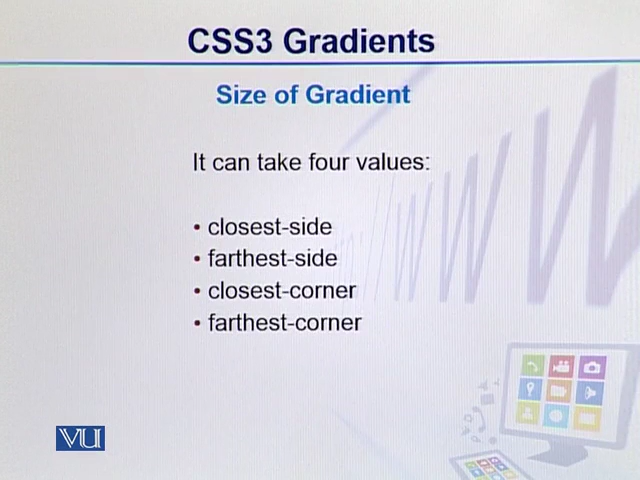 CSS3 Gradients
Size of Gradient
It can take four values:
• closest-side
• farthest-side
• closest-corner
• farthest-corner
VU